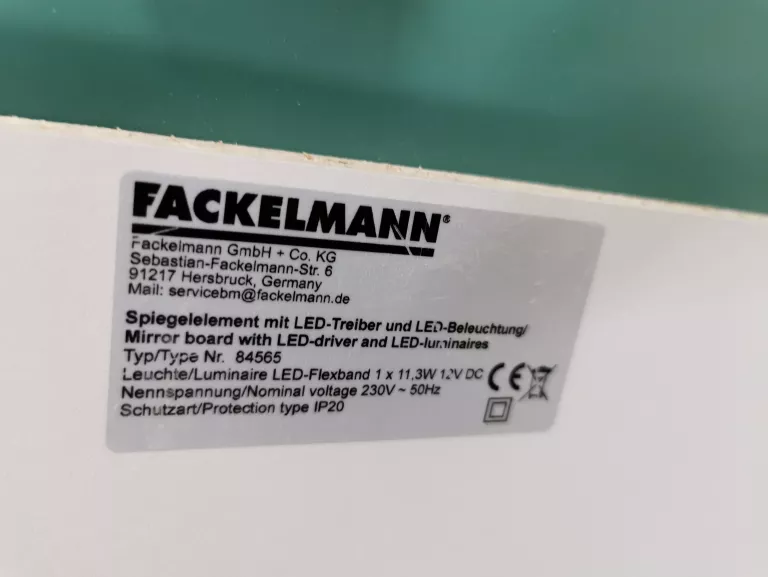 FACKELMANN®
Fackelmann GmbH + Co. KG
Sebastian-Fackelmann-Str. 6
91217 Hersbruck, Germany
Mail: servicebm@fackelmann.de
Spiegelelement mit LED-Treiber und LED-Beleuchtung/
Mirror board with LED-driver and LED-luminaires
Typ/Type Nr. 84565
Leuchte/Luminaire LED-Flexband 1 x 11,3W 12V DC
Nennspannung/Nominal voltage 230V ~ 50Hz
Schutzart/Protection type IP20
CE